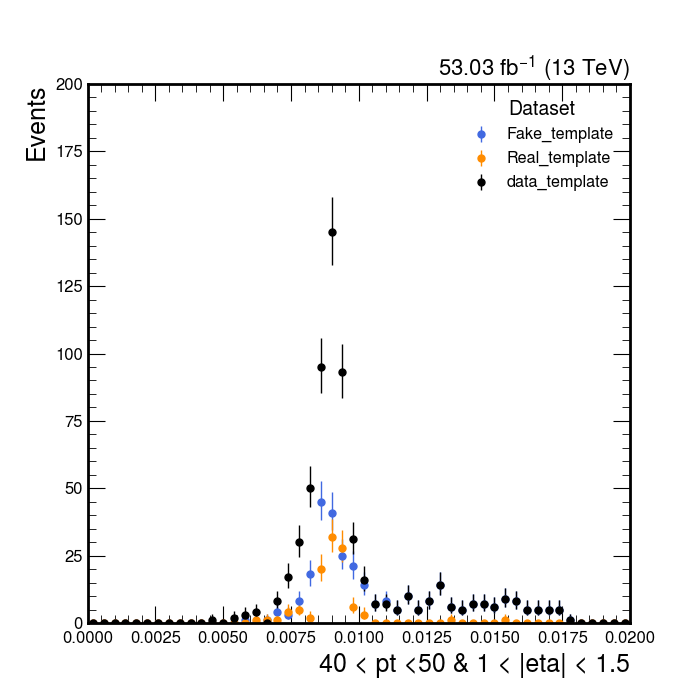 53.03 fb⁻¹ (13 TeV)
Events
200
175
150
125
100
75
50
25
0
Dataset
Fake_template
Real_template
data_template
0.0000 0.0025 0.0050 0.0075 0.0100 0.0125 0.0150 0.0175 0.0200
40 < pt <50 & 1 < |eta| < 1.5